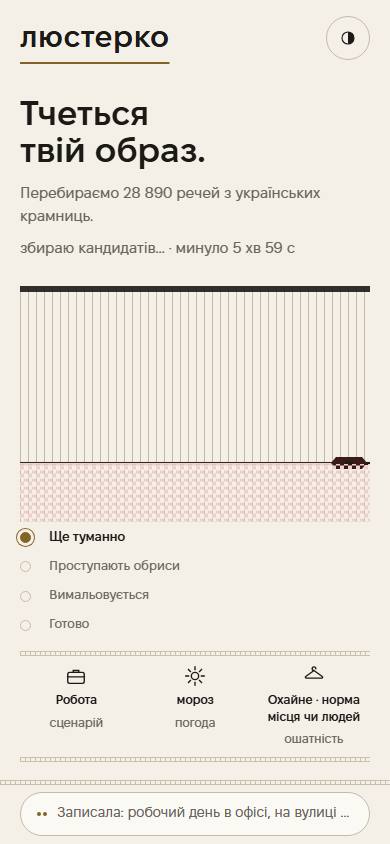 люстерко
Тчеться
твій образ.
Перебираємо 28 890 речей з українських
крамниць.
збираю кандидатів... · минуло 5 хв 59 с
Ще туманно
Проступають обриси
Вимальовується
Готово
Робота
сценарій
мороз
погода
Охайне · норма
місця чи людей
ошатність
Записала: робочий день в офісі, на вулиці ...